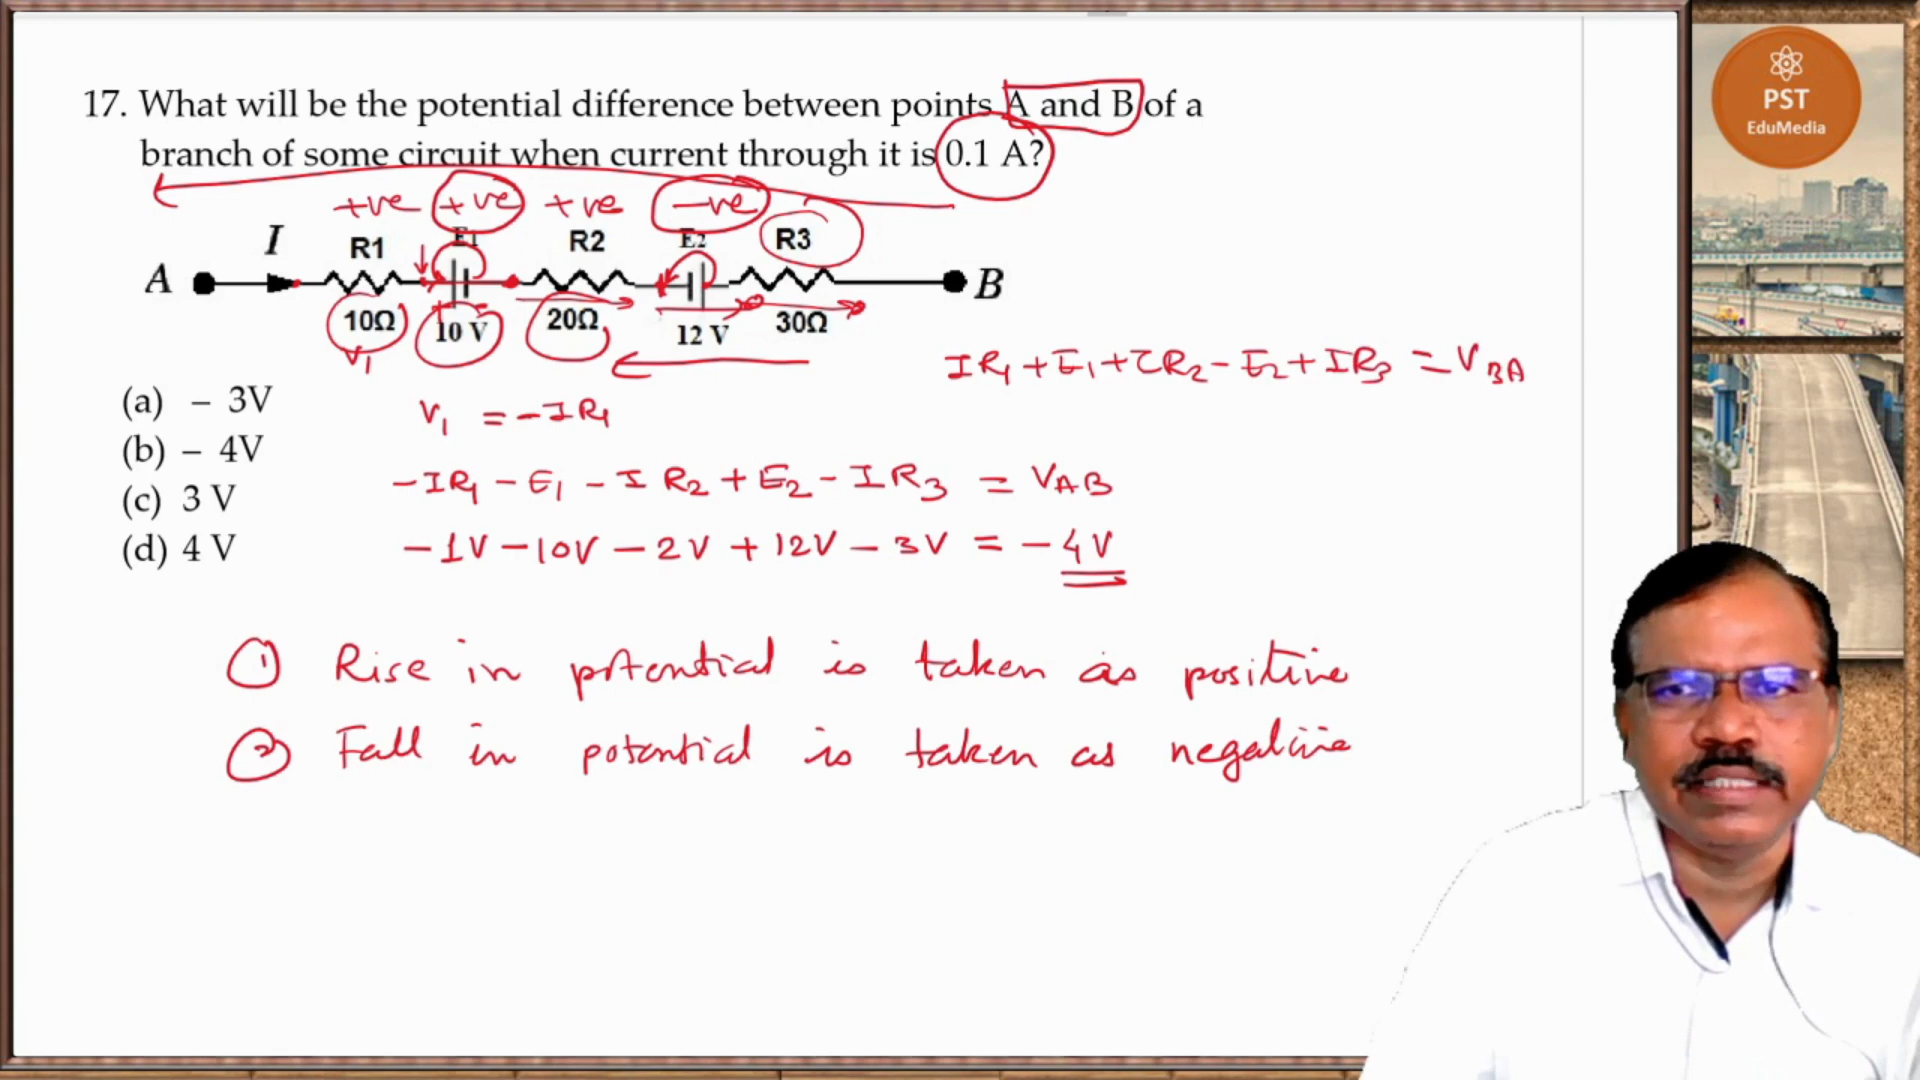 17. What will be the potential difference between points A and B of a
branch of some circuit when current through it is 0.1 A?
+ve +ve +ve -ve
I R1 E1 R2 E2 R3
A B
10Ω 10 V 20Ω 12 V 30Ω
V1
IR1 + E1 + IR2 - E2 + IR3 = VBA
(a) – 3V
V1 = -IR1
(b) – 4V
-IR1 - E1 - IR2 + E2 - IR3 = VAB
(c) 3 V
(d) 4 V
-1V - 10V - 2V + 12V - 3V = -4V
1 Rise in potential is taken as positive
2 Fall in potential is taken as negative
PST
EduMedia